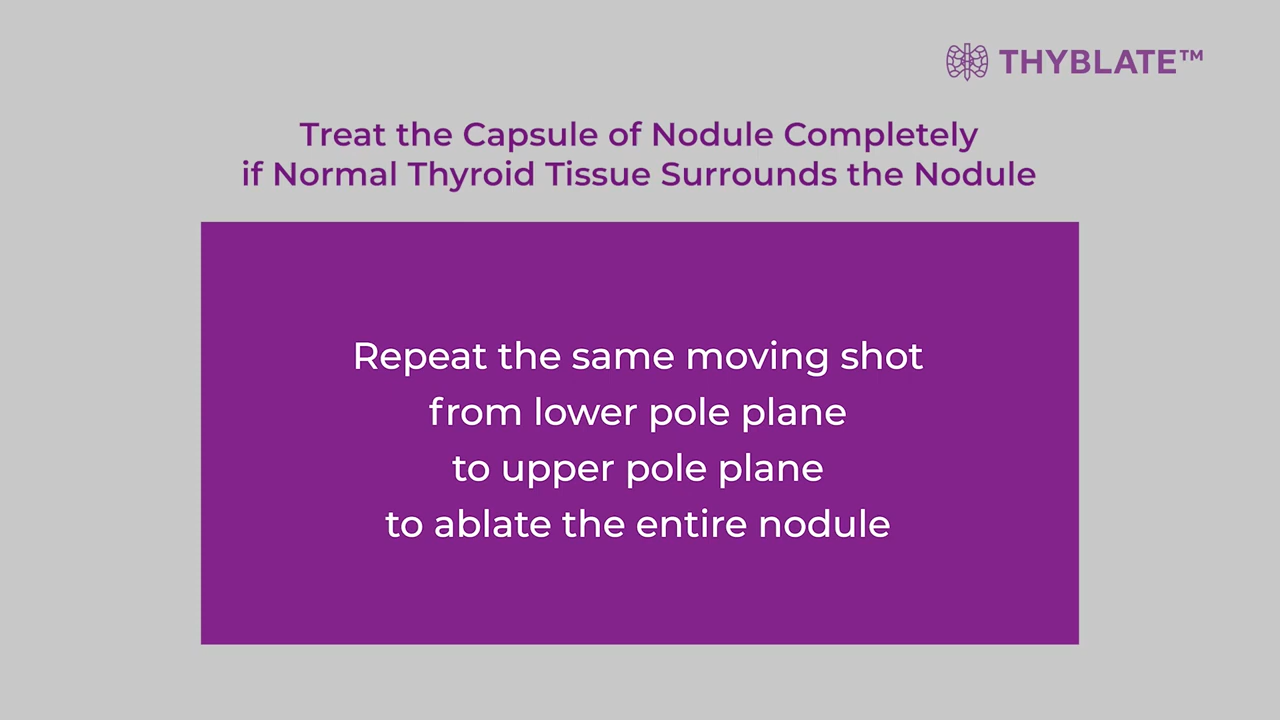 THYBLATE™
Treat the Capsule of Nodule Completely
if Normal Thyroid Tissue Surrounds the Nodule
Repeat the same moving shot
from lower pole plane
to upper pole plane
to ablate the entire nodule